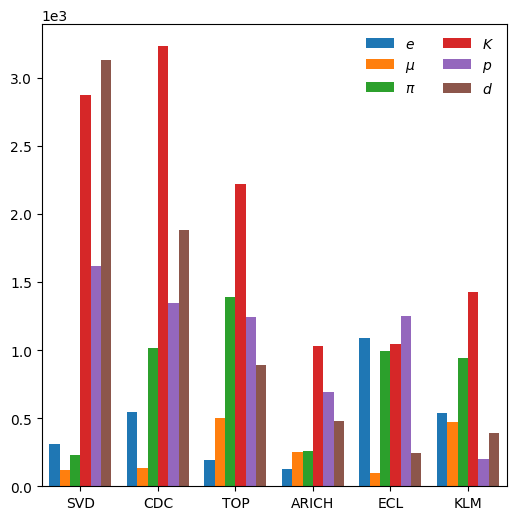 1e3
3.0
2.5
2.0
1.5
1.0
0.5
0.0
e
μ
π
K
p
d
SVD CDC TOP ARICH ECL KLM